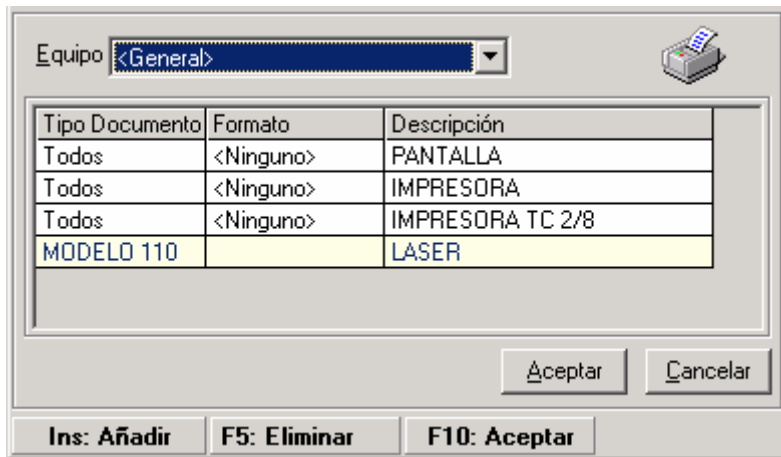 Equipo <General>
Tipo Documento Formato Descripción
Todos <Ninguno> PANTALLA
Todos <Ninguno> IMPRESORA
Todos <Ninguno> IMPRESORA TC 2/8
MODELO 110 LASER
Aceptar Cancelar
Ins: Añadir F5: Eliminar F10: Aceptar